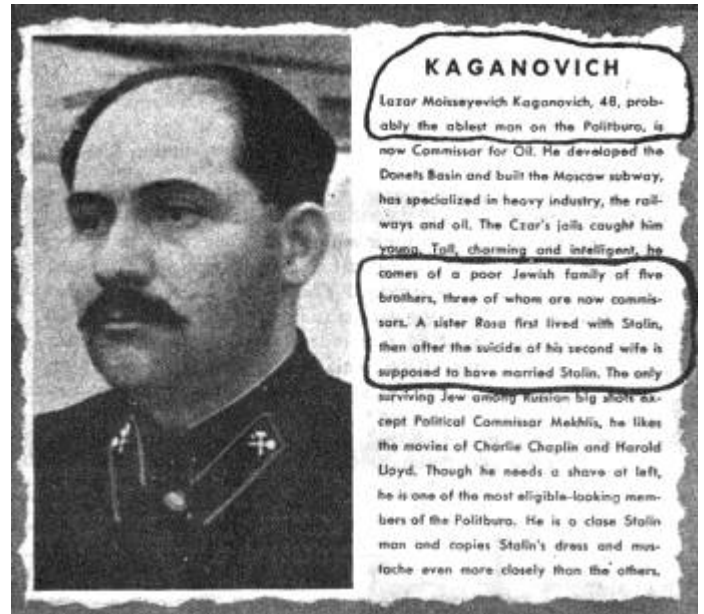 KAGANOVICH
Lazar Moisseyevich Kaganovich, 48, prob-
ably the ablest man on the Politburo, is
now Commissar for Oil. He developed the
Donets Basin and built the Moscow subway,
has specialized in heavy industry, the rail-
ways and oil. The Czar's jails caught him
young. Tall, charming and intelligent, he
comes of a poor Jewish family of five
brothers, three of whom are now commis-
sars. A sister Rosa first lived with Stalin,
then after the suicide of his second wife is
supposed to have married Stalin. The only
surviving Jew among Russian big shots ex-
cept Political Commissar Mekhlis, he likes
the movies of Charlie Chaplin and Harold
Lloyd. Though he needs a shave at left,
he is one of the most eligible-looking mem-
bers of the Politburo. He is a close Stalin
man and copies Stalin's dress and mus-
tache even more closely than the others.